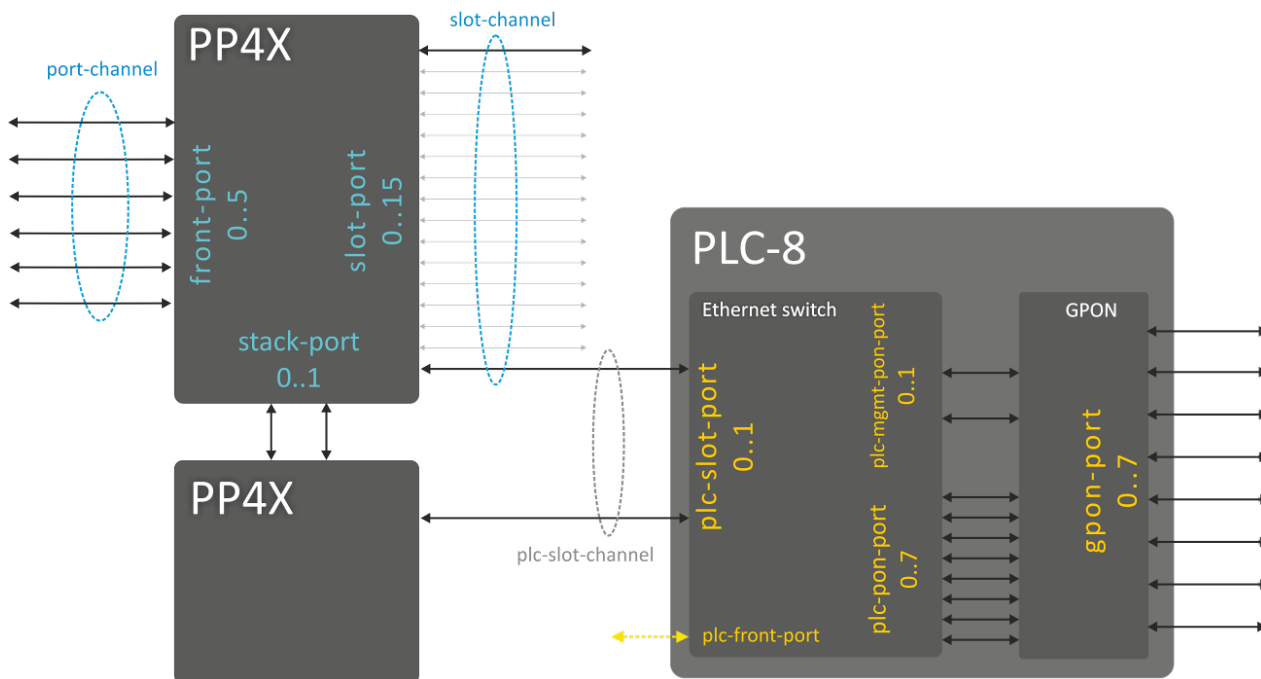 slot-channel
PP4X
port-channel
front-port
0..5
slot-port
0..15
stack-port
0..1
PP4X
plc-slot-channel
PLC-8
Ethernet switch
GPON
plc-slot-port
0..1
plc-mgmt-pon-port
0..1
plc-pon-port
0..7
gpon-port
0..7
plc-front-port